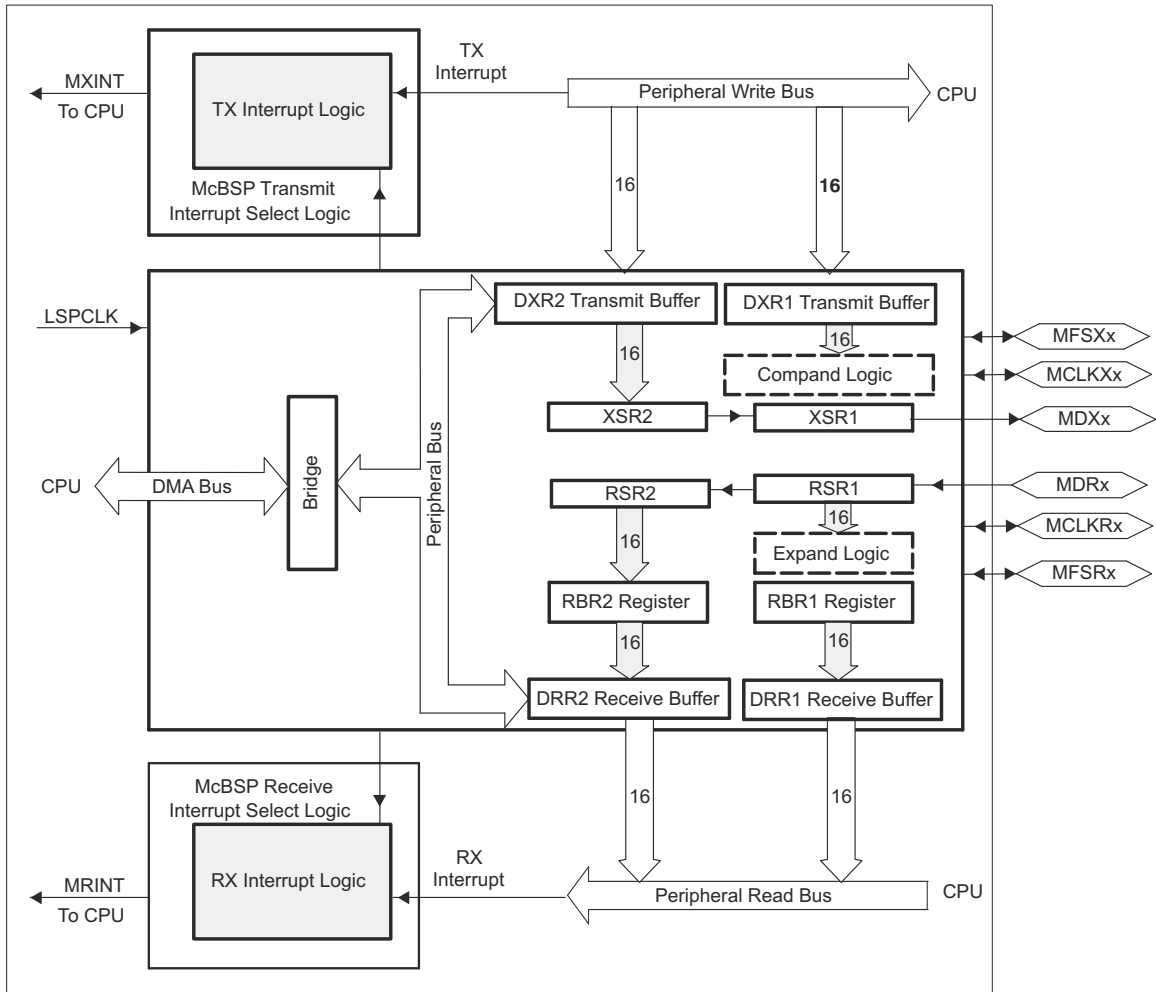 TX
Interrupt
MXINT
To CPU
TX Interrupt Logic
Peripheral Write Bus
CPU
McBSP Transmit
Interrupt Select Logic
16
16
LSPCLK
DXR2 Transmit Buffer
DXR1 Transmit Buffer
MFSXx
16
16
Compand Logic
MCLKXx
XSR2
XSR1
MDXx
CPU
DMA Bus
Bridge
Peripheral Bus
RSR2
RSR1
MDRx
16
16
MCLKRx
Expand Logic
MFSRx
RBR2 Register
RBR1 Register
16
16
DRR2 Receive Buffer
DRR1 Receive Buffer
McBSP Receive
Interrupt Select Logic
16
16
RX Interrupt Logic
RX
Interrupt
MRINT
To CPU
Peripheral Read Bus
CPU